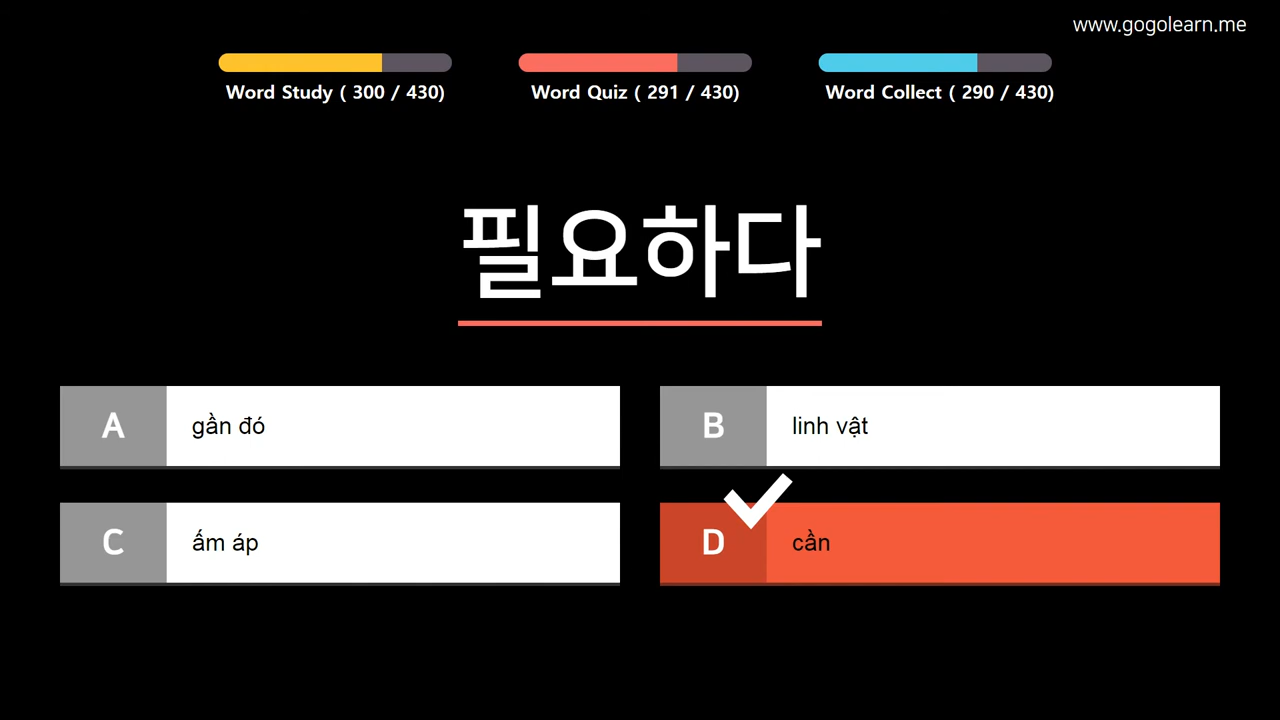 www.gogolearn.me
Word Study ( 300 / 430)
Word Quiz ( 291 / 430)
Word Collect ( 290 / 430)
필요하다
A gần đó
B linh vật
C ấm áp
D cần